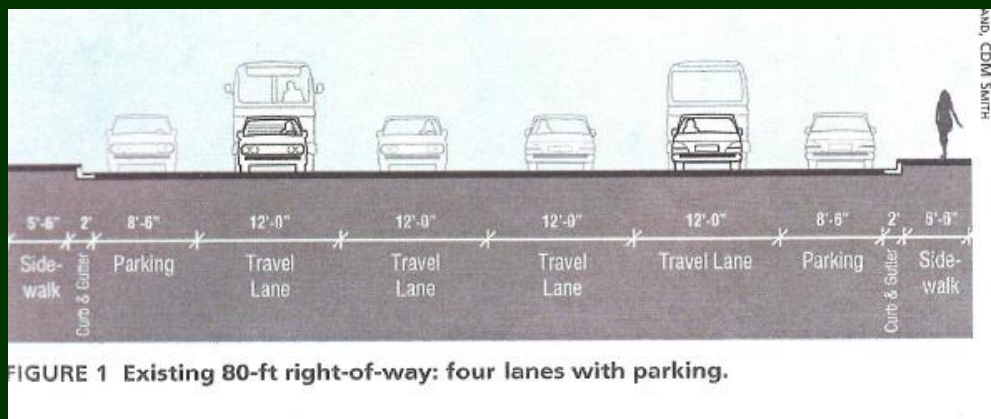 AND, CDM SMITH
5'-6" 2' 8'-6" 12'-0" 12'-0" 12'-0" 12'-0" 8'-6" 2' 5'-6"
Side- Curb & Gutter Parking Travel Travel Travel Travel Lane Parking Curb & Gutter Side-
walk Lane Lane Lane walk
FIGURE 1 Existing 80-ft right-of-way: four lanes with parking.